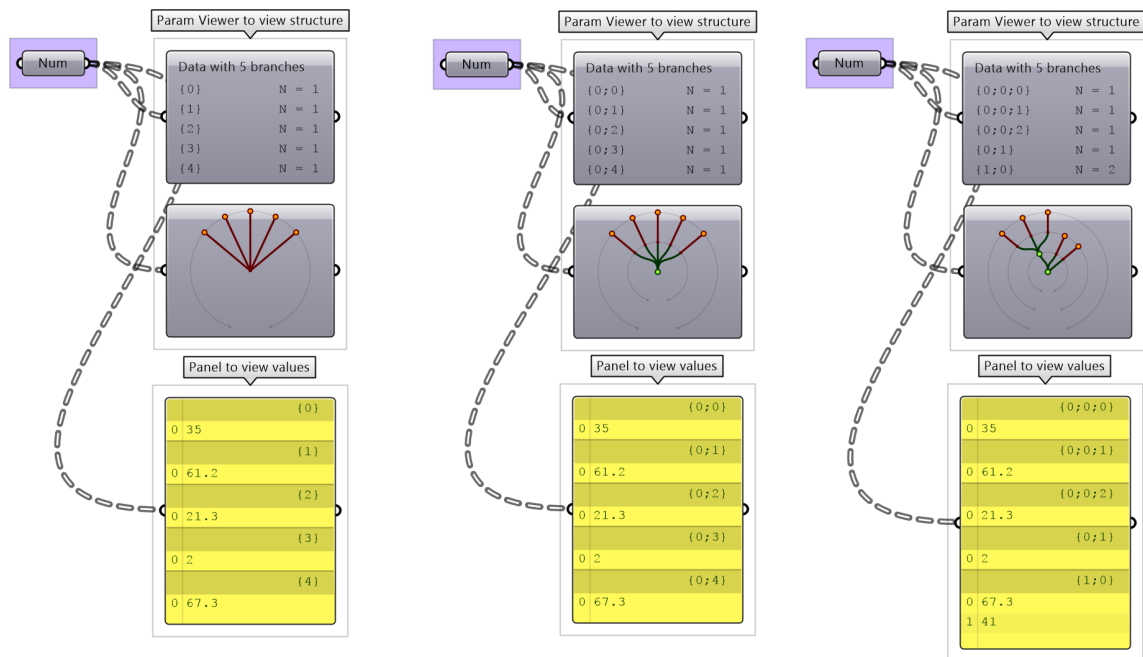 Param Viewer to view structure
Num
Data with 5 branches
{0} N = 1
{1} N = 1
{2} N = 1
{3} N = 1
{4} N = 1
Panel to view values
{0}
0 35
{1}
0 61.2
{2}
0 21.3
{3}
0 2
{4}
0 67.3
Param Viewer to view structure
Num
Data with 5 branches
{0;0} N = 1
{0;1} N = 1
{0;2} N = 1
{0;3} N = 1
{0;4} N = 1
Panel to view values
{0;0}
0 35
{0;1}
0 61.2
{0;2}
0 21.3
{0;3}
0 2
{0;4}
0 67.3
Param Viewer to view structure
Num
Data with 5 branches
{0;0;0} N = 1
{0;0;1} N = 1
{0;0;2} N = 1
{0;1} N = 1
{1;0} N = 2
Panel to view values
{0;0;0}
0 35
{0;0;1}
0 61.2
{0;0;2}
0 21.3
{0;1}
0 2
{1;0}
0 67.3
1 41